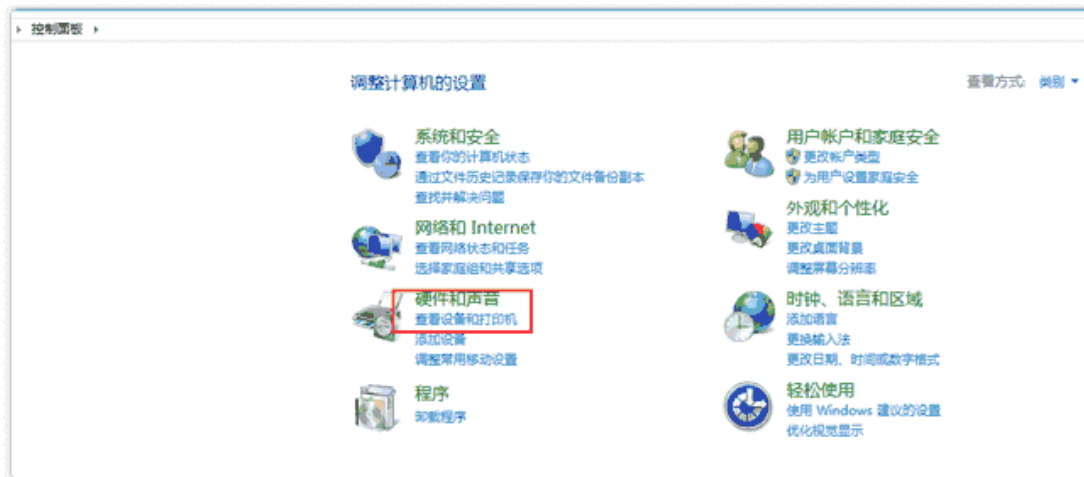 控制面板
调整计算机的设置
查看方式: 类别
系统和安全
查看你的计算机状态
通过文件历史记录保存你的文件备份副本
查找并解决问题
网络和 Internet
查看网络状态和任务
选择家庭组和共享选项
硬件和声音
查看设备和打印机
添加设备
调整常用移动设置
程序
卸载程序
用户帐户和家庭安全
更改帐户类型
为用户设置家庭安全
外观和个性化
更改主题
更改桌面背景
调整屏幕分辨率
时钟、语言和区域
添加语言
更换输入法
更改日期、时间或数字格式
轻松使用
使用 Windows 建议的设置
优化视觉显示